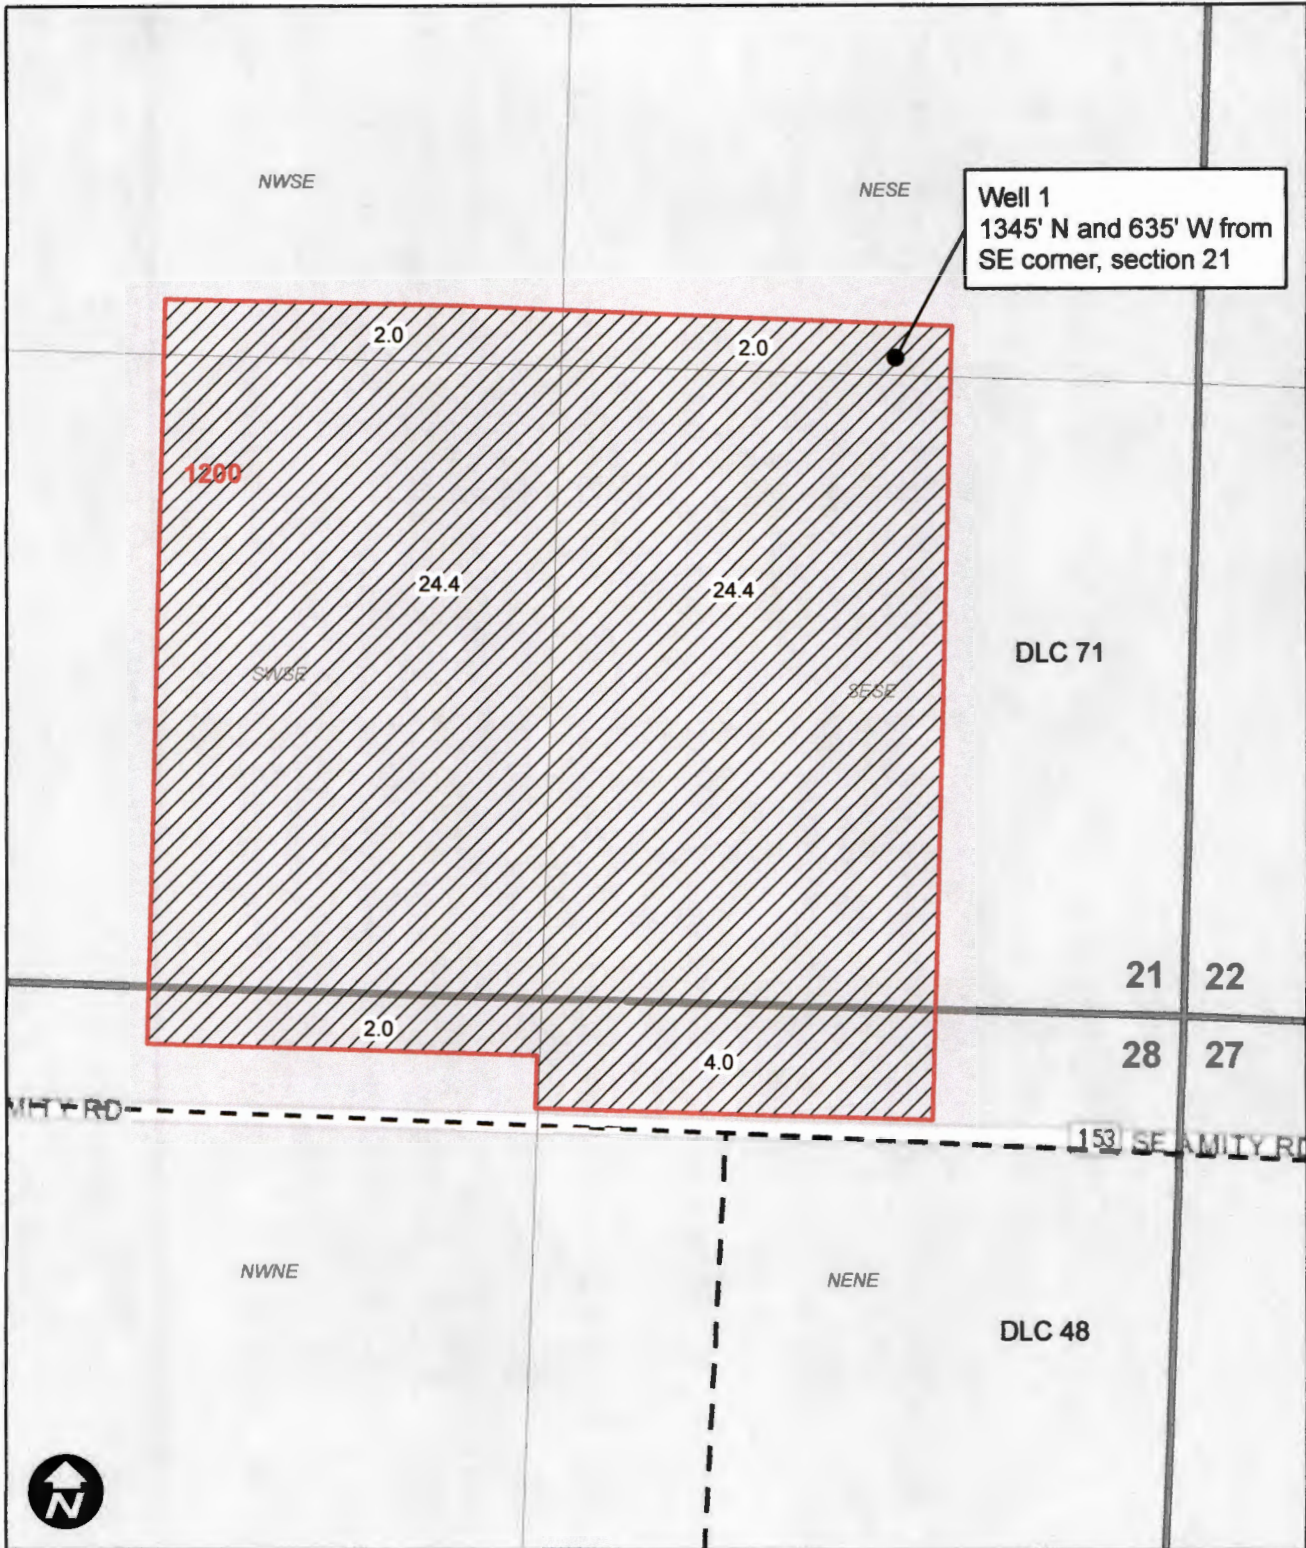 NWSE
NESE
Well 1
1345' N and 635' W from
SE corner, section 21
2.0
2.0
1200
24.4
24.4
DLC 71
SWSE
SESE
21
22
2.0
28
27
4.0
MITY RD
153
SE AMITY RD
NWNE
NENE
DLC 48
N